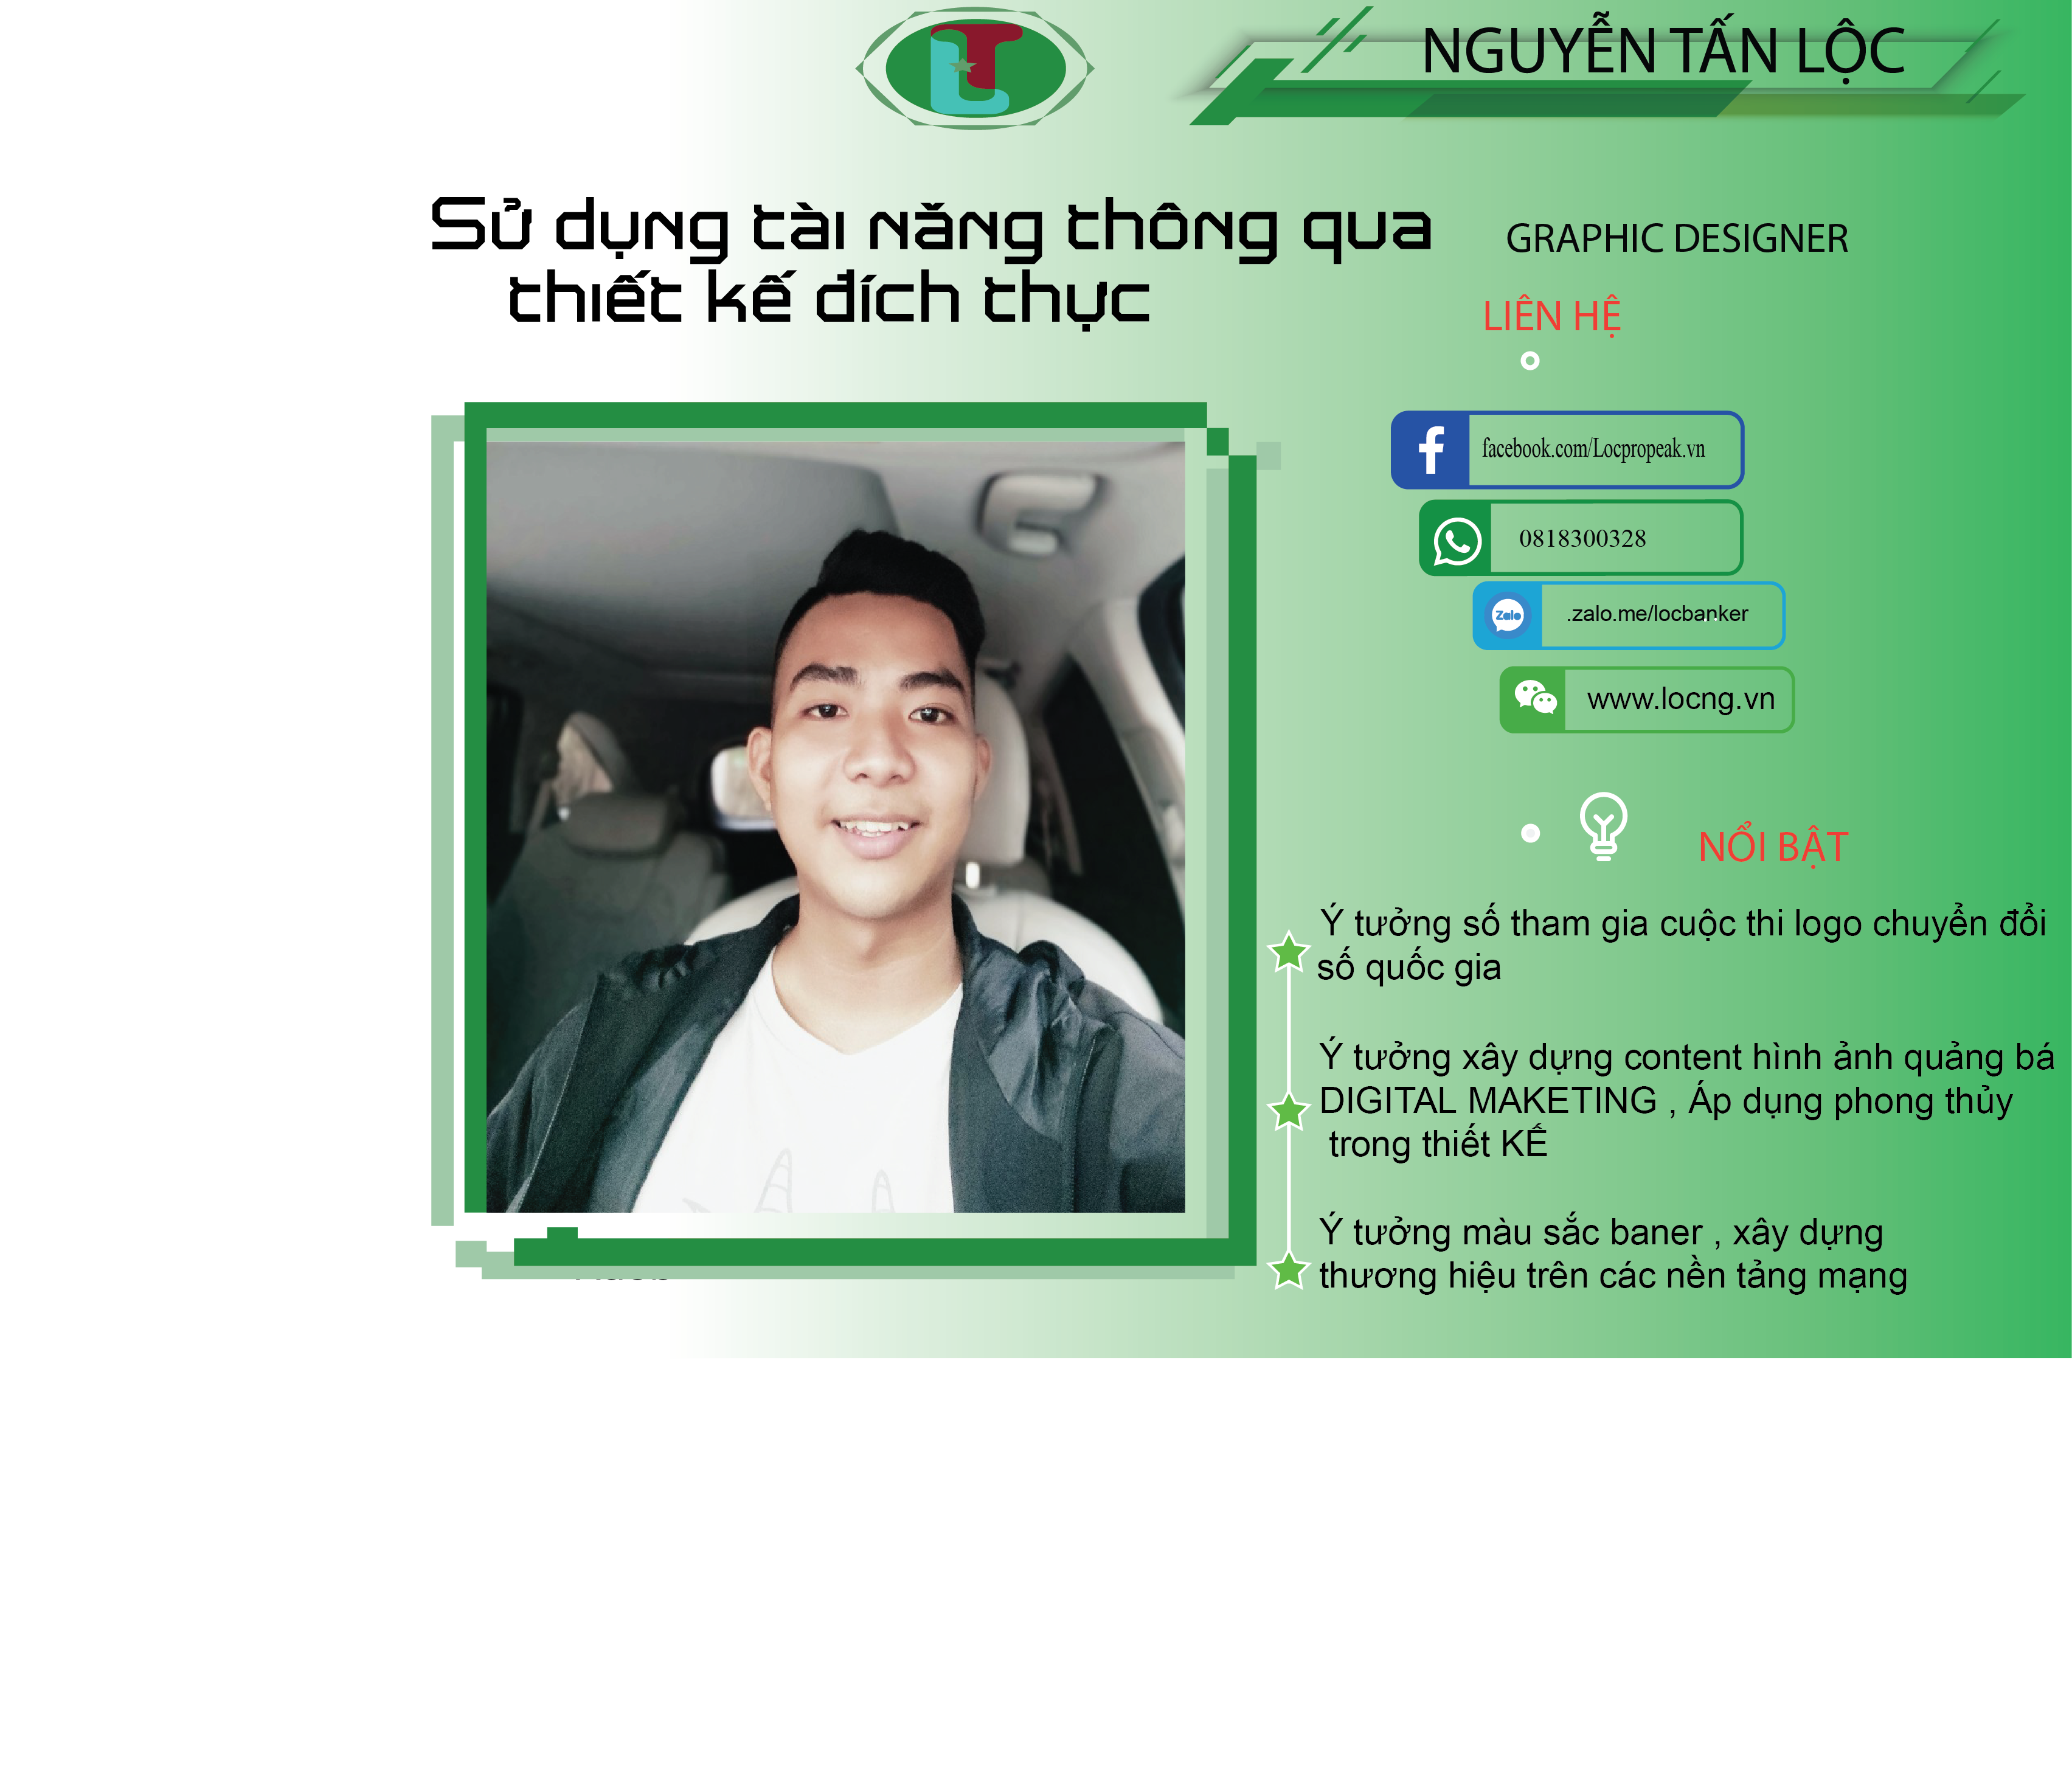 NGUYỄN TẤN LỘC
Sử dụng tài năng thông qua
thiết kế đích thực
GRAPHIC DESIGNER
LIÊN HỆ
facebook.com/Locpropeak.vn
0818300328
Zalo
.zalo.me/locbanker
www.locng.vn
NỔI BẬT
Ý tưởng số tham gia cuộc thi logo chuyển đổi
số quốc gia
Ý tưởng xây dựng content hình ảnh quảng bá
DIGITAL MAKETING , Áp dụng phong thủy
trong thiết KẾ
Ý tưởng màu sắc baner , xây dựng
thương hiệu trên các nền tảng mạng